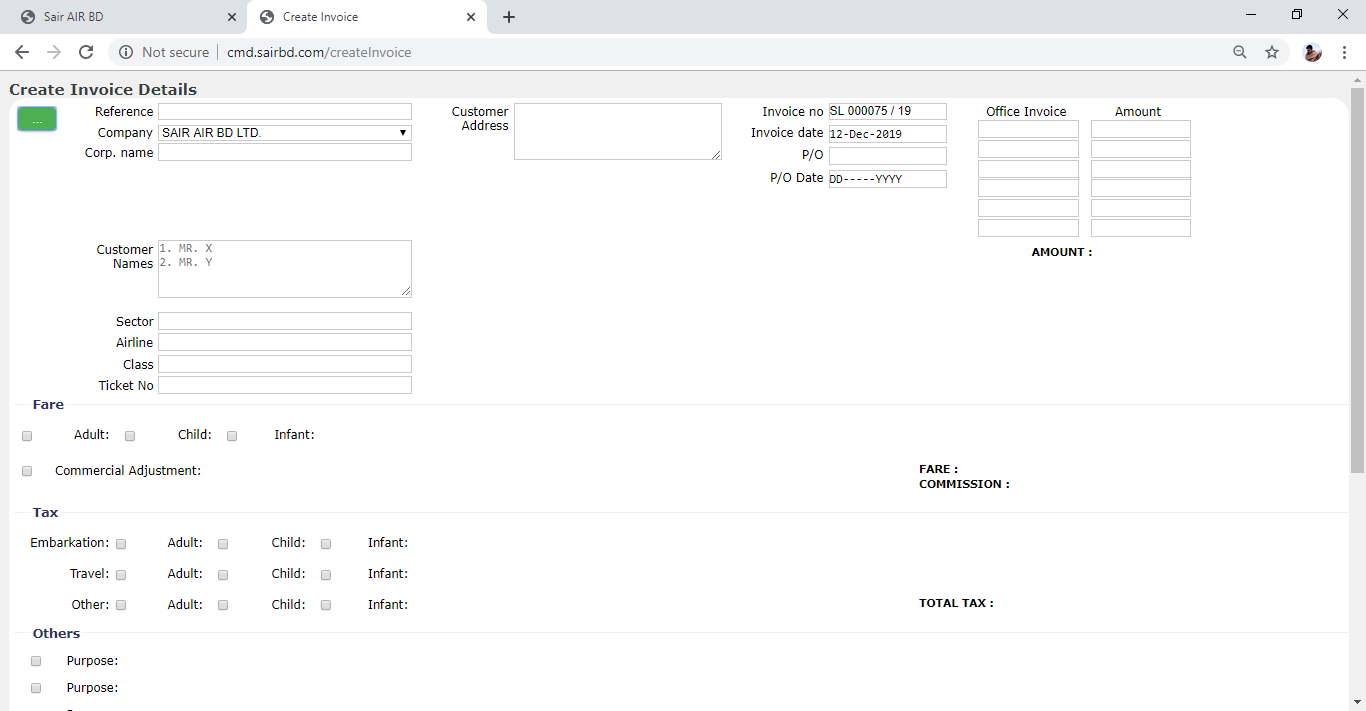 Sair AIR BD
Create Invoice
Not secure | cmd.sairbd.com/createInvoice
Create Invoice Details
...
Reference
Company SAIR AIR BD LTD.
Corp. name
Customer
Address
Invoice no SL 000075 / 19
Invoice date 12-Dec-2019
P/O
P/O Date DD-----YYYY
Office Invoice Amount
AMOUNT :
Customer
Names
1. MR. X
2. MR. Y
Sector
Airline
Class
Ticket No
Fare
Adult: Child: Infant:
Commercial Adjustment:
FARE :
COMMISSION :
Tax
Embarkation: Adult: Child: Infant:
Travel: Adult: Child: Infant:
Other: Adult: Child: Infant:
TOTAL TAX :
Others
Purpose:
Purpose: